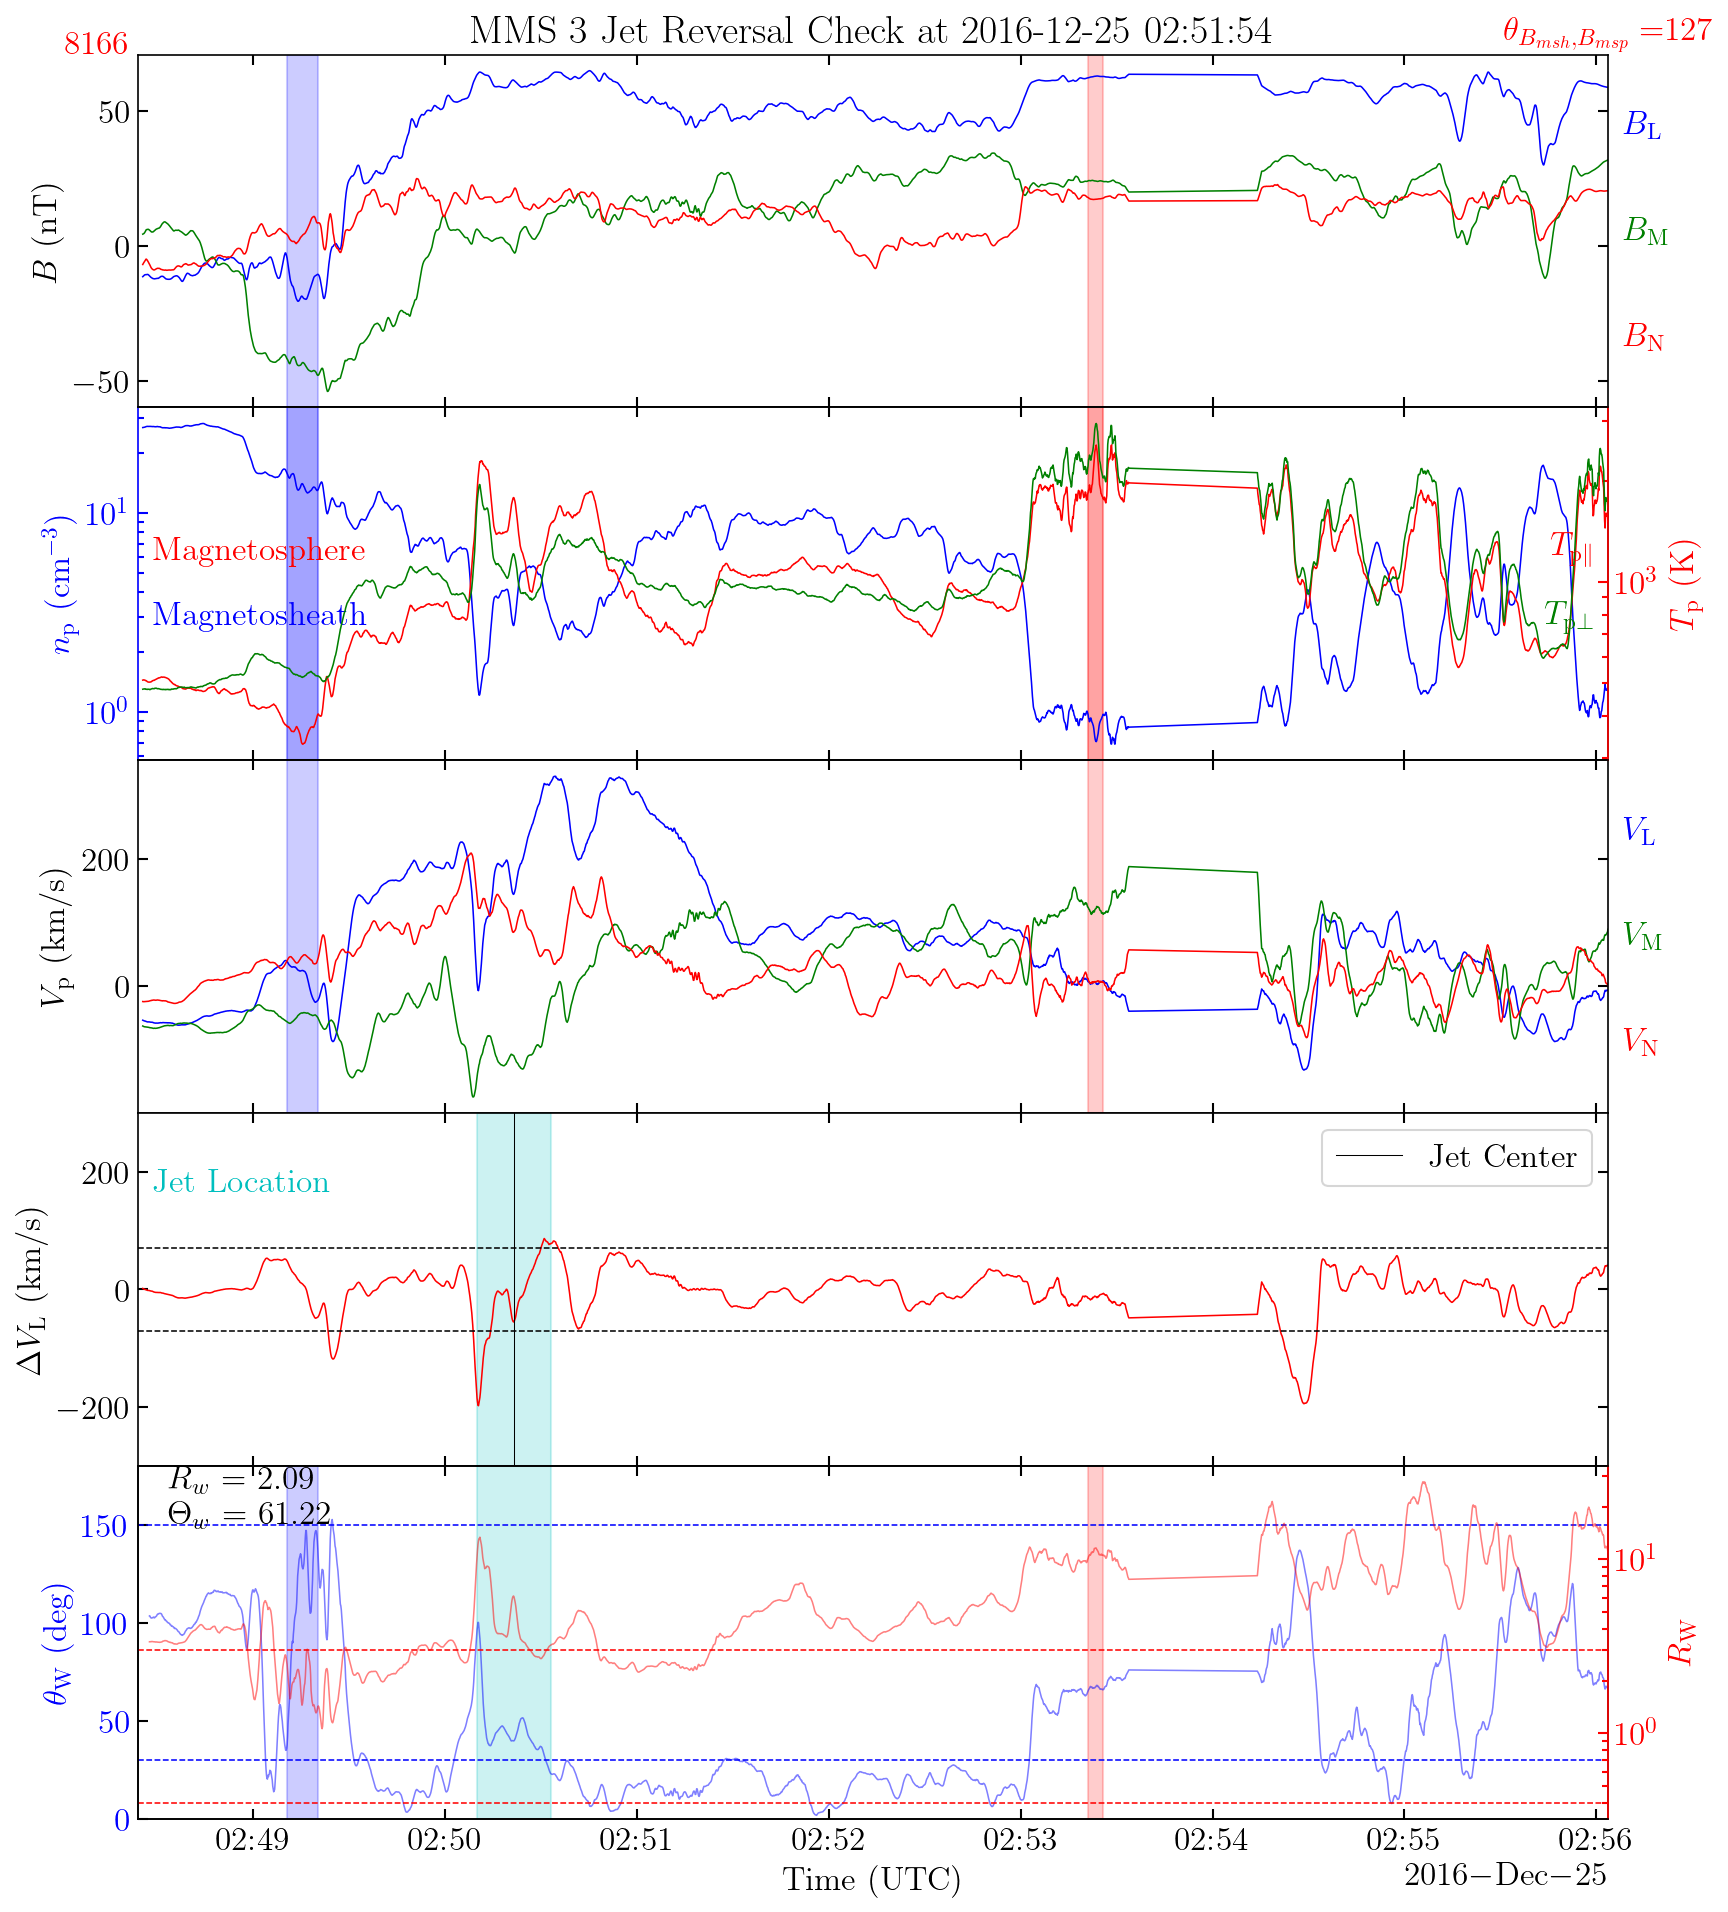 MMS 3 Jet Reversal Check at 2016-12-25 02:51:54
8166
θ_{B_{msh},B_{msp}} =127
50
0
−50
B (nT)
B_L
B_M
B_N
10^1
10^0
n_p (cm^{−3})
Magnetosphere
Magnetosheath
T_{p∥}
T_{p⊥}
10^3
T_p (K)
200
0
V_p (km/s)
V_L
V_M
V_N
200
0
−200
ΔV_L (km/s)
Jet Location
Jet Center
R_w = 2.09
Θ_w = 61.22
150
100
50
0
θ_W (deg)
10^1
10^0
R_W
02:49 02:50 02:51 02:52 02:53 02:54 02:55 02:56
Time (UTC)
2016−Dec−25